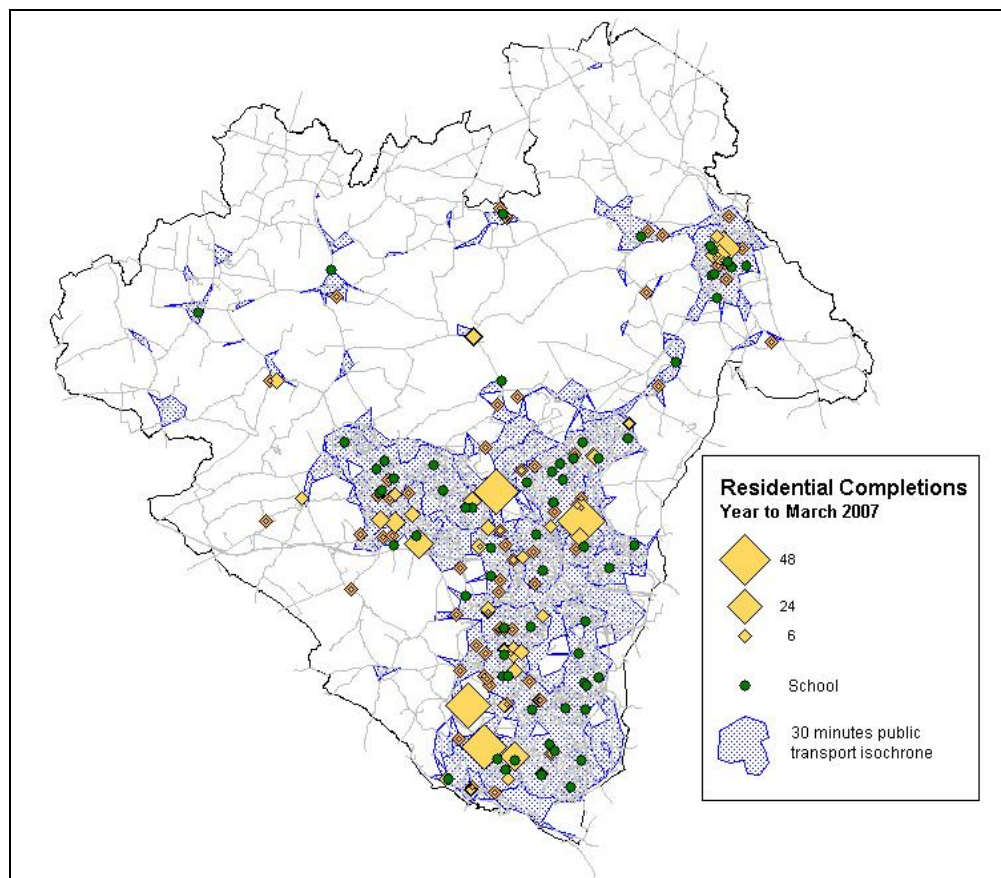 Residential Completions
Year to March 2007
48
24
6
School
30 minutes public
transport isochrone